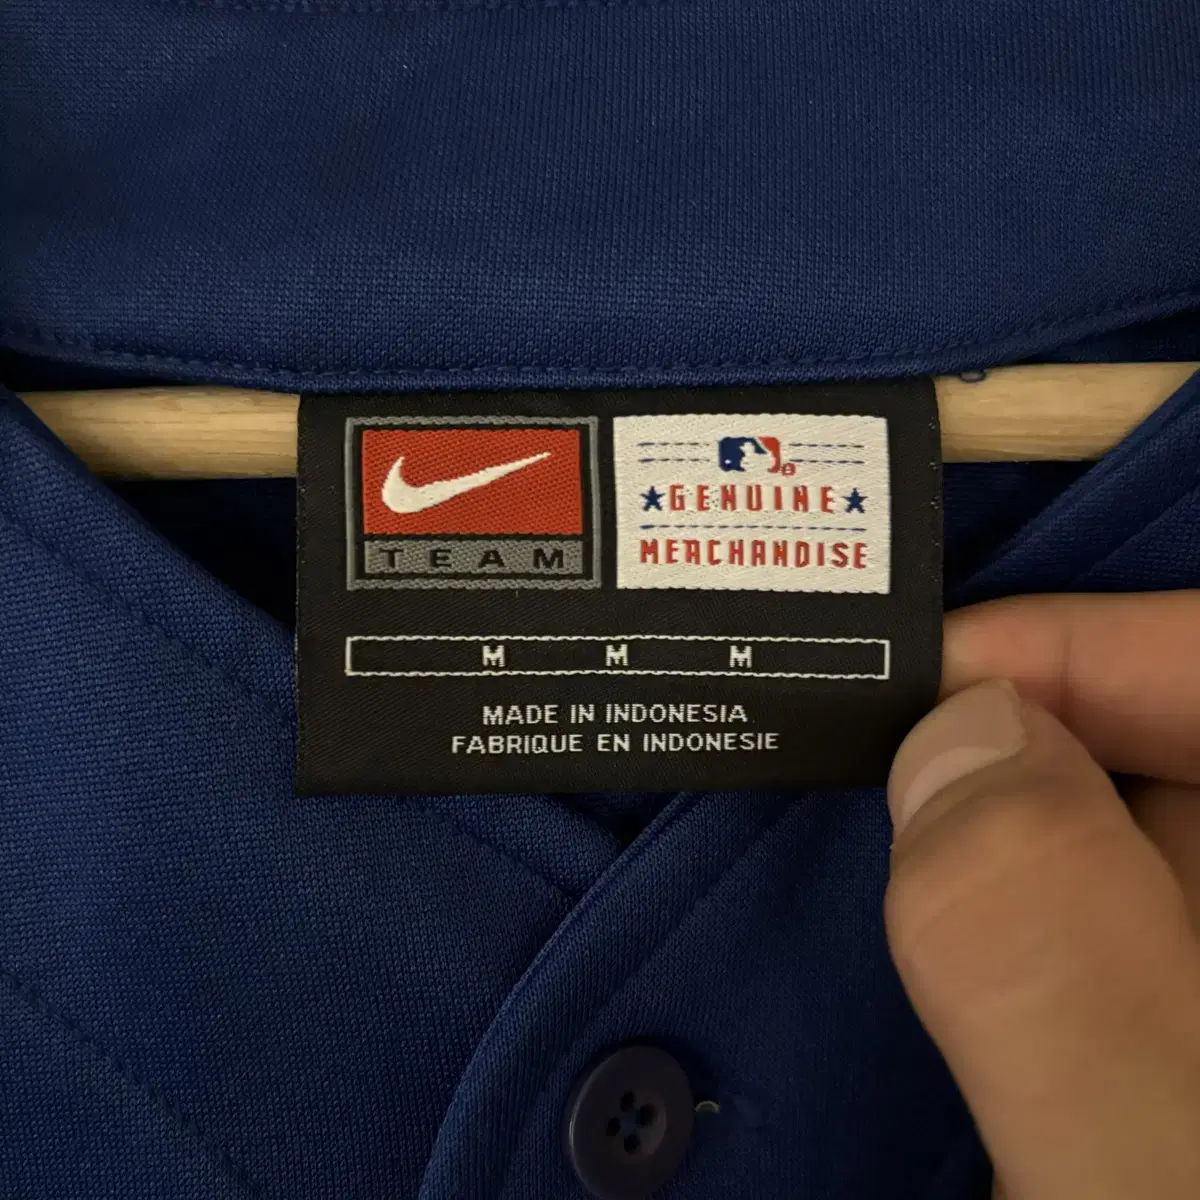 TEAM
GENUINE
MERCHANDISE
M M M
MADE IN INDONESIA
FABRIQUE EN INDONESIE